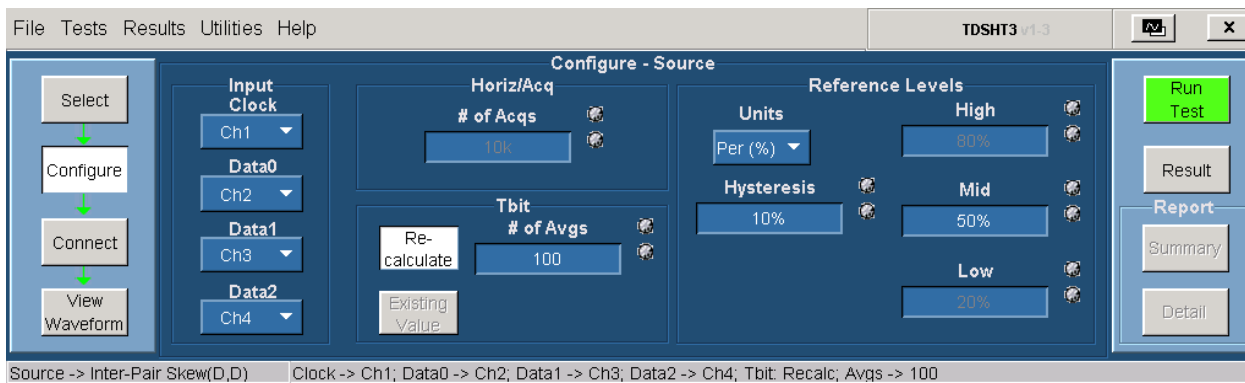 File Tests Results Utilities Help
TDSHT3 v1-3
x
Configure - Source
Select
Configure
Connect
View
Waveform
Input
Clock
Ch1
Data0
Ch2
Data1
Ch3
Data2
Ch4
Horiz/Acq
# of Acqs
10k
Tbit
Re-
calculate
Existing
Value
# of Avgs
100
Reference Levels
Units
Per (%)
Hysteresis
10%
High
80%
Mid
50%
Low
20%
Run
Test
Result
Report
Summary
Detail
Source -> Inter-Pair Skew(D,D) Clock -> Ch1; Data0 -> Ch2; Data1 -> Ch3; Data2 -> Ch4; Tbit: Recalc; Avgs -> 100